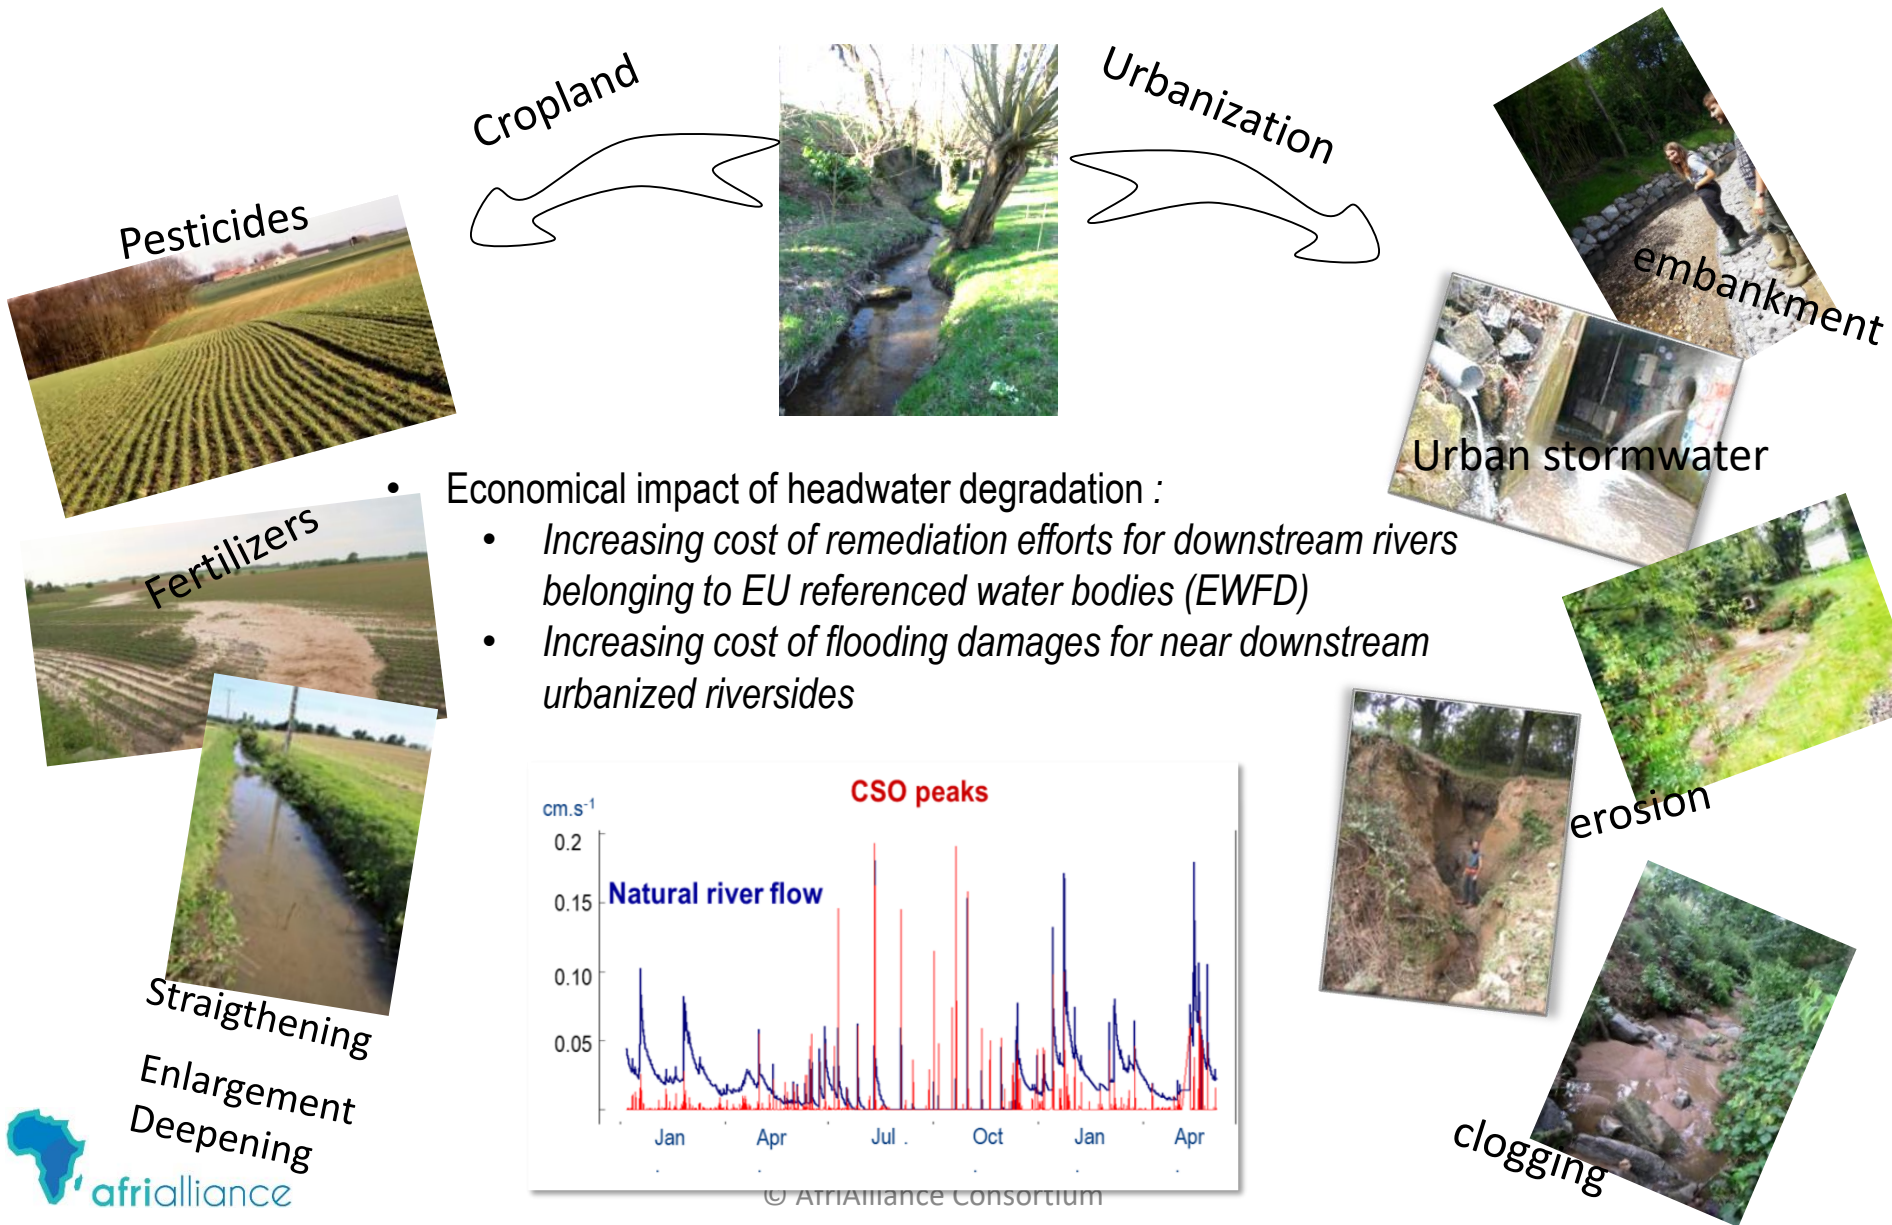 Cropland
Urbanization
Pesticides
embankment
Urban stormwater
• Economical impact of headwater degradation :
• Increasing cost of remediation efforts for downstream rivers
belonging to EU referenced water bodies (EWFD)
• Increasing cost of flooding damages for near downstream
urbanized riversides
Fertilizers
Straigthening
Enlargement
Deepening
erosion
clogging
CSO peaks
cm.s⁻¹
0.2
Natural river flow
0.15
0.10
0.05
Jan Apr Jul . Oct Jan Apr
afrialliance
© AfriAlliance Consortium